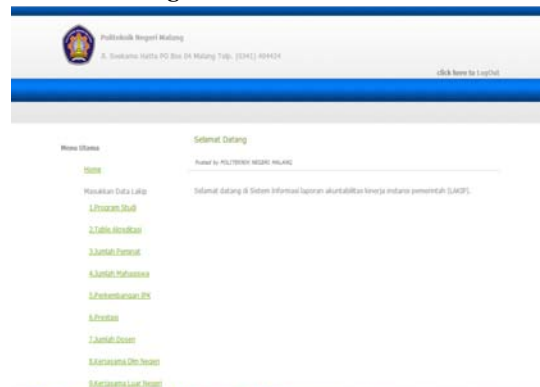 Politeknik Negeri Malang
Jl. Soekarno Hatta PO Box 04 Malang Telp. (0341) 404424
click here to LogOut
Menu Utama
Home
Masukkan Data Lakip
1.Program Studi
2.Table Akreditasi
3.Jumlah Peminat
4.Jumlah Mahasiswa
5.Perkembangan IPK
6.Prestasi
7.Jumlah Dosen
8.Kerjasama Dlm Negeri
9.Kerjasama Luar Negeri
Selamat Datang
Posted by POLITEKNIK NEGERI MALANG
Selamat datang di Sistem Informasi laporan akuntabilitas kinerja instansi pemerintah (LAKIP).